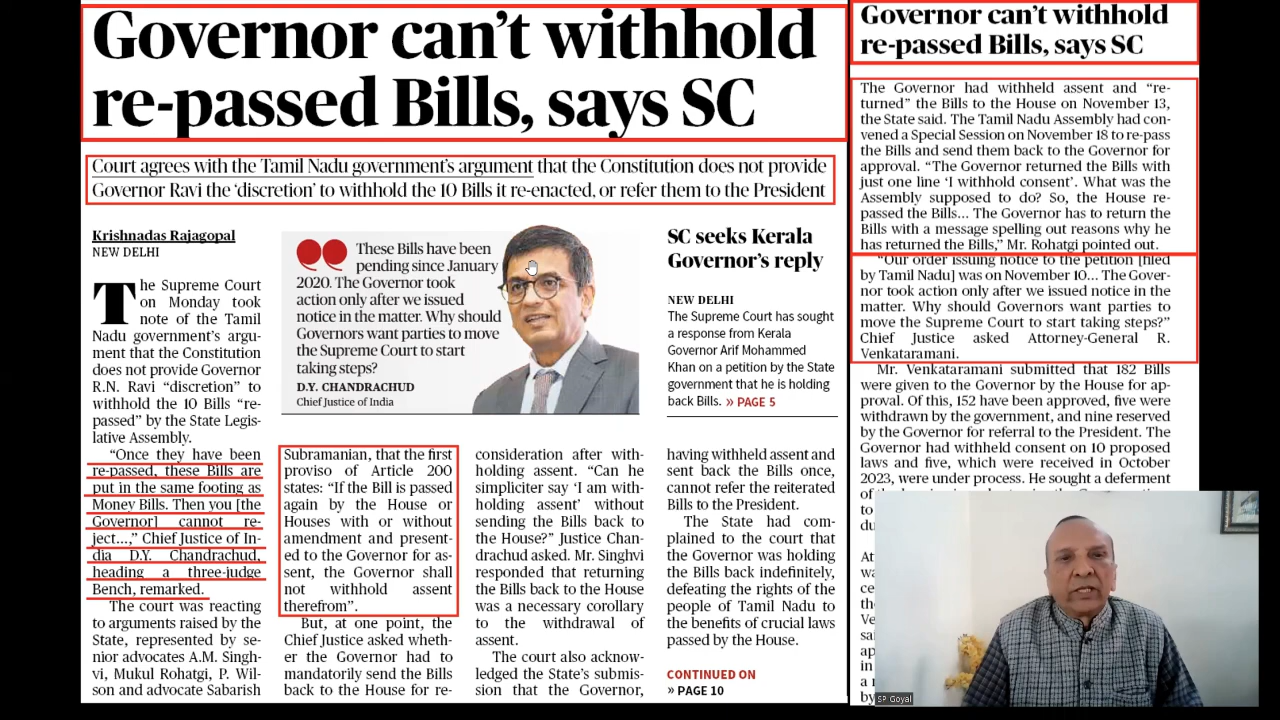 Governor can't withhold
re-passed Bills, says SC
Court agrees with the Tamil Nadu government's argument that the Constitution does not provide
Governor Ravi the 'discretion' to withhold the 10 Bills it re-enacted, or refer them to the President
Krishnadas Rajagopal
NEW DELHI
The Supreme Court
on Monday took
note of the Tamil
Nadu government's argu-
ment that the Constitution
does not provide Governor
R.N. Ravi “discretion” to
withhold the 10 Bills “re-
passed” by the State Legis-
lative Assembly.
“Once they have been
re-passed, these Bills are
put in the same footing as
Money Bills. Then you [the
Governor] cannot re-
ject...,” Chief Justice of In-
dia D.Y. Chandrachud,
heading a three-judge
Bench, remarked.
The court was reacting
to arguments raised by the
State, represented by se-
nior advocates A.M. Singh-
vi, Mukul Rohatgi, P. Wil-
son and advocate Sabarish
These Bills have been
pending since January
2020. The Governor took
action only after we issued
notice in the matter. Why should
Governors want parties to move
the Supreme Court to start
taking steps?
D.Y. CHANDRACHUD
Chief Justice of India
Subramanian, that the first
proviso of Article 200
states: “If the Bill is passed
again by the House or
Houses with or without
amendment and present-
ed to the Governor for as-
sent, the Governor shall
not withhold assent
therefrom”.
But, at one point, the
Chief Justice asked wheth-
er the Governor had to
mandatorily send the Bills
back to the House for re-
consideration after with-
holding assent. “Can he
simpliciter say ‘I am with-
holding assent’ without
sending the Bills back to
the House?” Justice Chan-
drachud asked. Mr. Singhvi
responded that returning
the Bills back to the House
was a necessary corollary
to the withdrawal of
assent.
The court also acknow-
ledged the State's submis-
sion that the Governor,
SC seeks Kerala
Governor's reply
NEW DELHI
The Supreme Court has sought
a response from Kerala
Governor Arif Mohammed
Khan on a petition by the State
government that he is holding
back Bills. » PAGE 5
having withheld assent and
sent back the Bills once,
cannot refer the reiterated
Bills to the President.
The State had com-
plained to the court that
the Governor was holding
the Bills back indefinitely,
defeating the rights of the
people of Tamil Nadu to
the benefits of crucial laws
passed by the House.
CONTINUED ON
» PAGE 10
Governor can't withhold
re-passed Bills, says SC
The Governor had withheld assent and “re-
turned” the Bills to the House on November 13,
the State said. The Tamil Nadu Assembly had con-
vened a Special Session on November 18 to re-pass
the Bills and send them back to the Governor for
approval. “The Governor returned the Bills with
just one line ‘I withhold consent’. What was the
Assembly supposed to do? So, the House re-
passed the Bills... The Governor has to return the
Bills with a message spelling out reasons why he
has returned the Bills,” Mr. Rohatgi pointed out.
“Our order issuing notice to the petition [filed
by Tamil Nadu] was on November 10... The Gover-
nor took action only after we issued notice in the
matter. Why should Governors want parties to
move the Supreme Court to start taking steps?”
Chief Justice asked Attorney-General R.
Venkataramani.
Mr. Venkataramani submitted that 182 Bills
were given to the Governor by the House for ap-
proval. Of this, 152 have been approved, five were
withdrawn by the government, and nine reserved
by the Governor for referral to the President. The
Governor had withheld consent on 10 proposed
laws and five, which were received in October
2023, were under process. He sought a deferment
SP Goyal